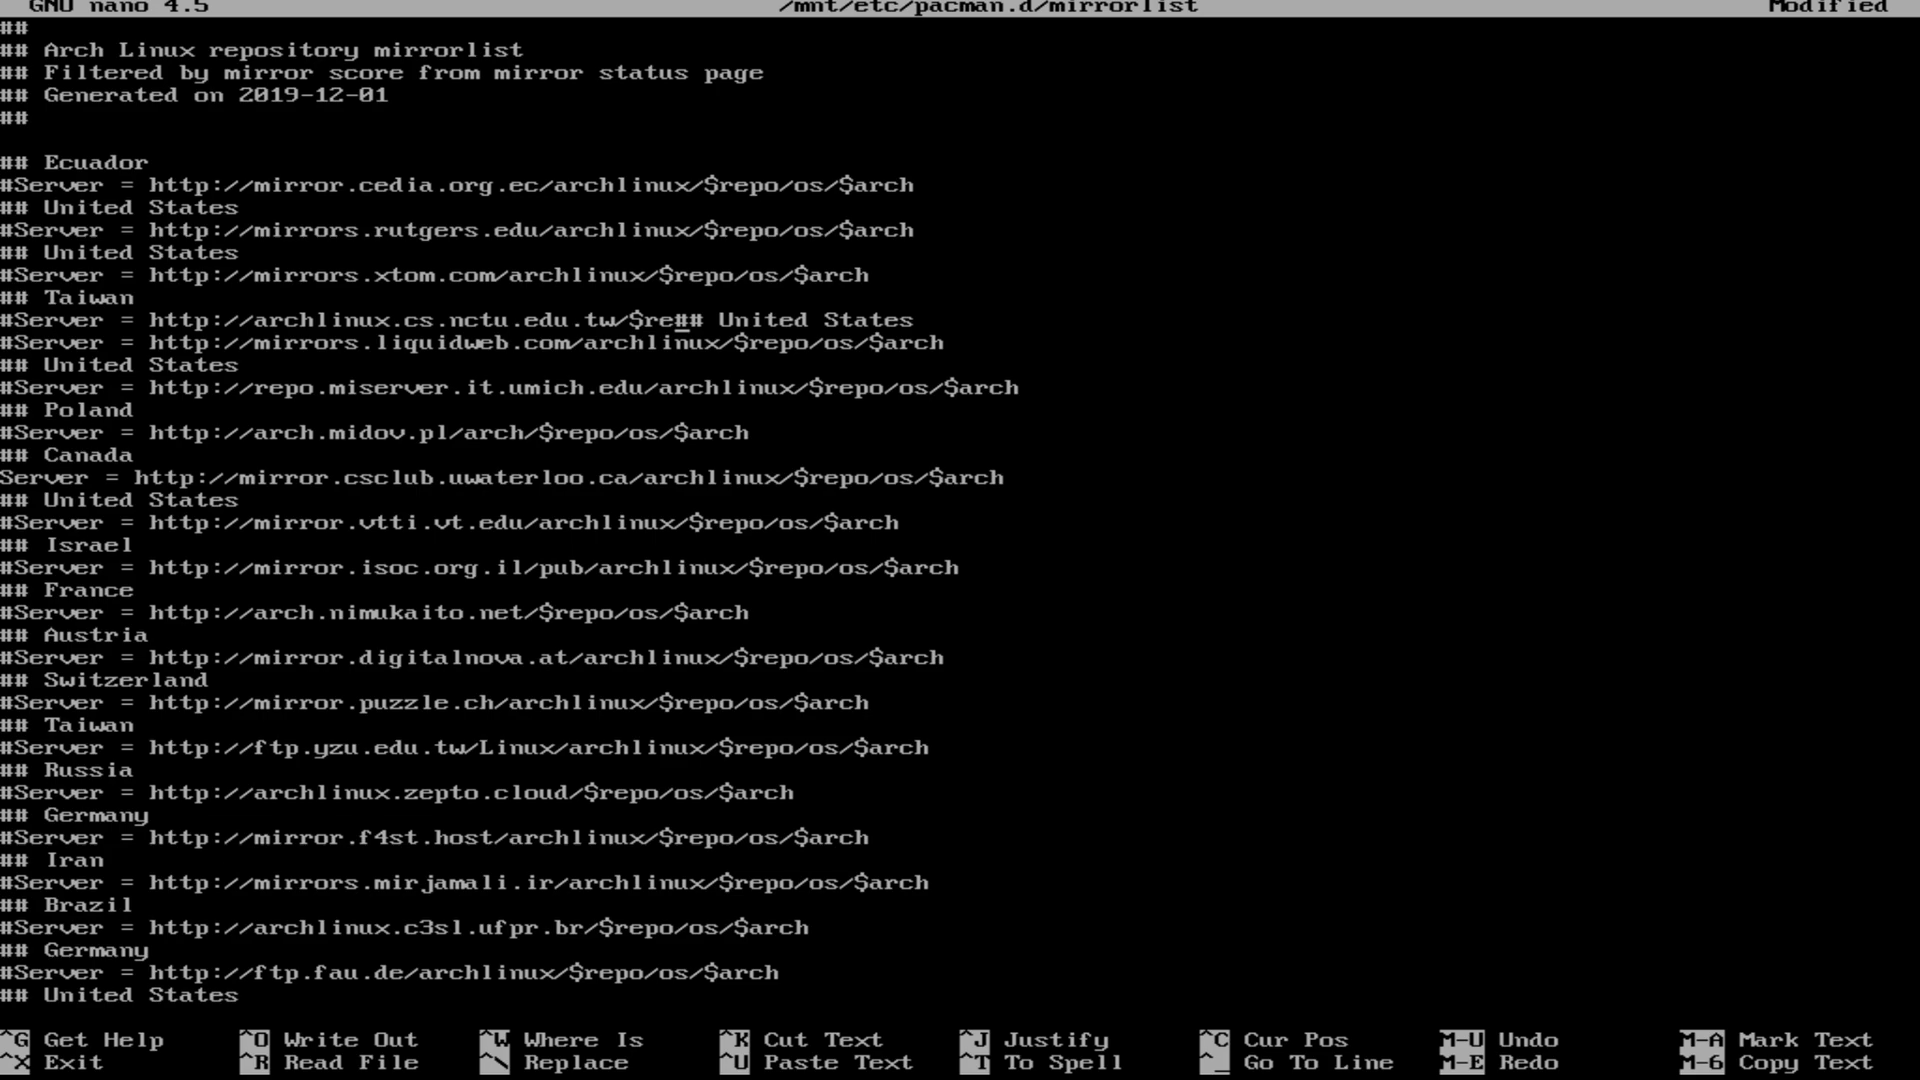 GNU nano 4.5 /mnt/etc/pacman.d/mirrorlist Modified
##
## Arch Linux repository mirrorlist
## Filtered by mirror score from mirror status page
## Generated on 2019-12-01
##
## Ecuador
#Server = http://mirror.cedia.org.ec/archlinux/$repo/os/$arch
## United States
#Server = http://mirrors.rutgers.edu/archlinux/$repo/os/$arch
## United States
#Server = http://mirrors.xtom.com/archlinux/$repo/os/$arch
## Taiwan
#Server = http://archlinux.cs.nctu.edu.tw/$re## United States
#Server = http://mirrors.liquidweb.com/archlinux/$repo/os/$arch
## United States
#Server = http://repo.miserver.it.umich.edu/archlinux/$repo/os/$arch
## Poland
#Server = http://arch.midov.pl/arch/$repo/os/$arch
## Canada
Server = http://mirror.csclub.uwaterloo.ca/archlinux/$repo/os/$arch
## United States
#Server = http://mirror.vtti.vt.edu/archlinux/$repo/os/$arch
## Israel
#Server = http://mirror.isoc.org.il/pub/archlinux/$repo/os/$arch
## France
#Server = http://arch.nimukaito.net/$repo/os/$arch
## Austria
#Server = http://mirror.digitalnova.at/archlinux/$repo/os/$arch
## Switzerland
#Server = http://mirror.puzzle.ch/archlinux/$repo/os/$arch
## Taiwan
#Server = http://ftp.yzu.edu.tw/Linux/archlinux/$repo/os/$arch
## Russia
#Server = http://archlinux.zepto.cloud/$repo/os/$arch
## Germany
#Server = http://mirror.f4st.host/archlinux/$repo/os/$arch
## Iran
#Server = http://mirrors.mirjamali.ir/archlinux/$repo/os/$arch
## Brazil
#Server = http://archlinux.c3sl.ufpr.br/$repo/os/$arch
## Germany
#Server = http://ftp.fau.de/archlinux/$repo/os/$arch
## United States
^G Get Help ^O Write Out ^W Where Is ^K Cut Text ^J Justify ^C Cur Pos M-U Undo M-A Mark Text
^X Exit ^R Read File ^\ Replace ^U Paste Text ^T To Spell ^_ Go To Line M-E Redo M-6 Copy Text